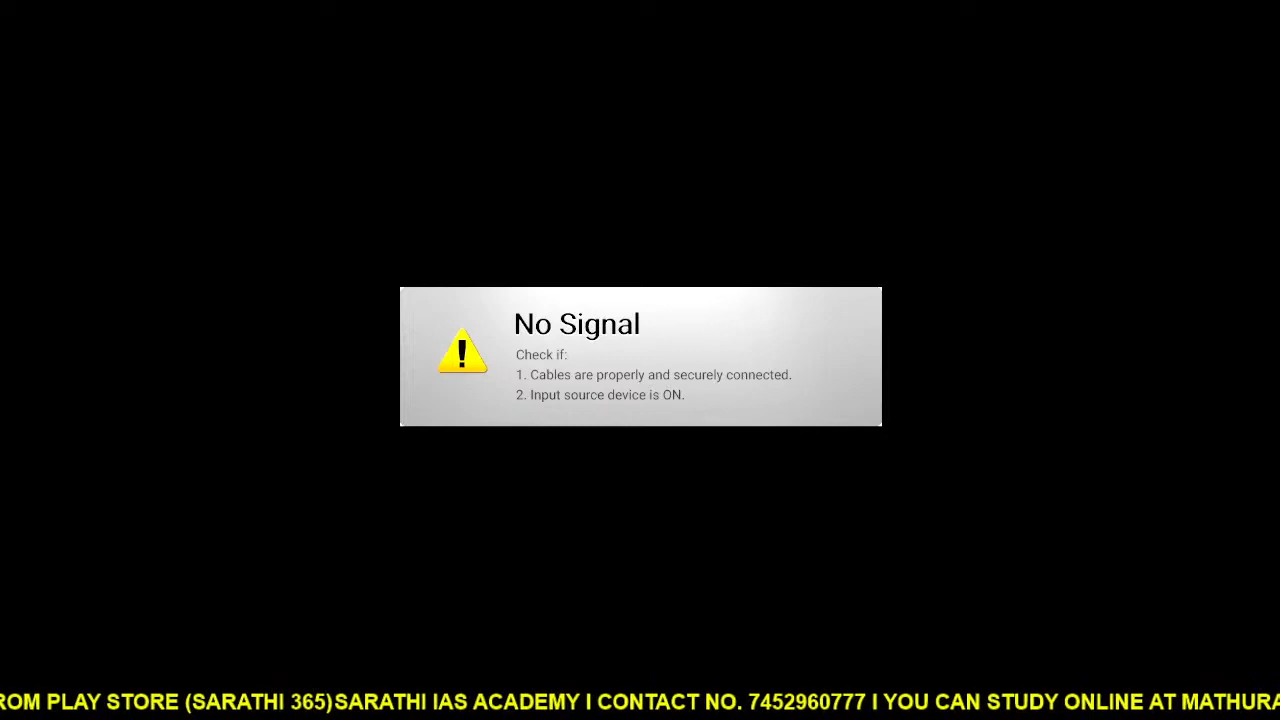 No Signal
Check if:
1. Cables are properly and securely connected.
2. Input source device is ON.
ROM PLAY STORE (SARATHI 365)SARATHI IAS ACADEMY I CONTACT NO. 7452960777 I YOU CAN STUDY ONLINE AT MATHURA